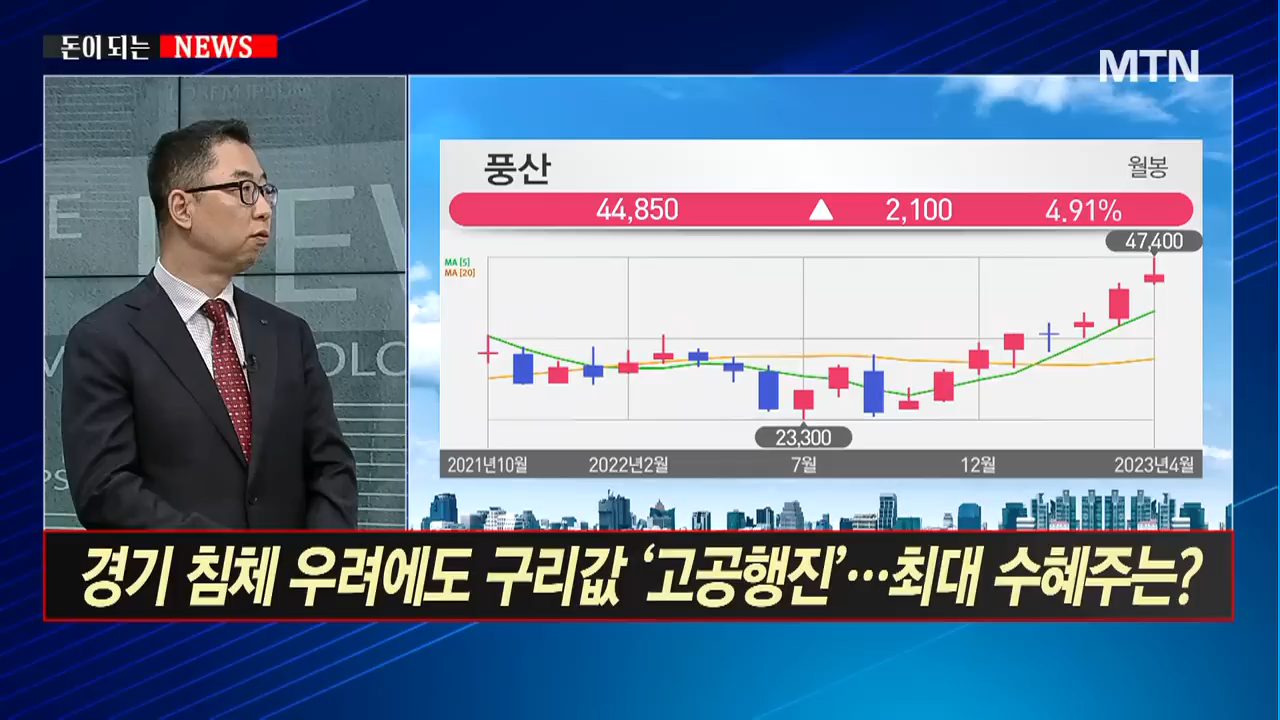 돈이 되는 NEWS
MTN
풍산
월봉
44,850 ▲ 2,100 4.91%
47,400
MA [5]
MA [20]
23,300
2021년10월 2022년2월 7월 12월 2023년4월
경기 침체 우려에도 구리값 ‘고공행진’…최대 수혜주는?